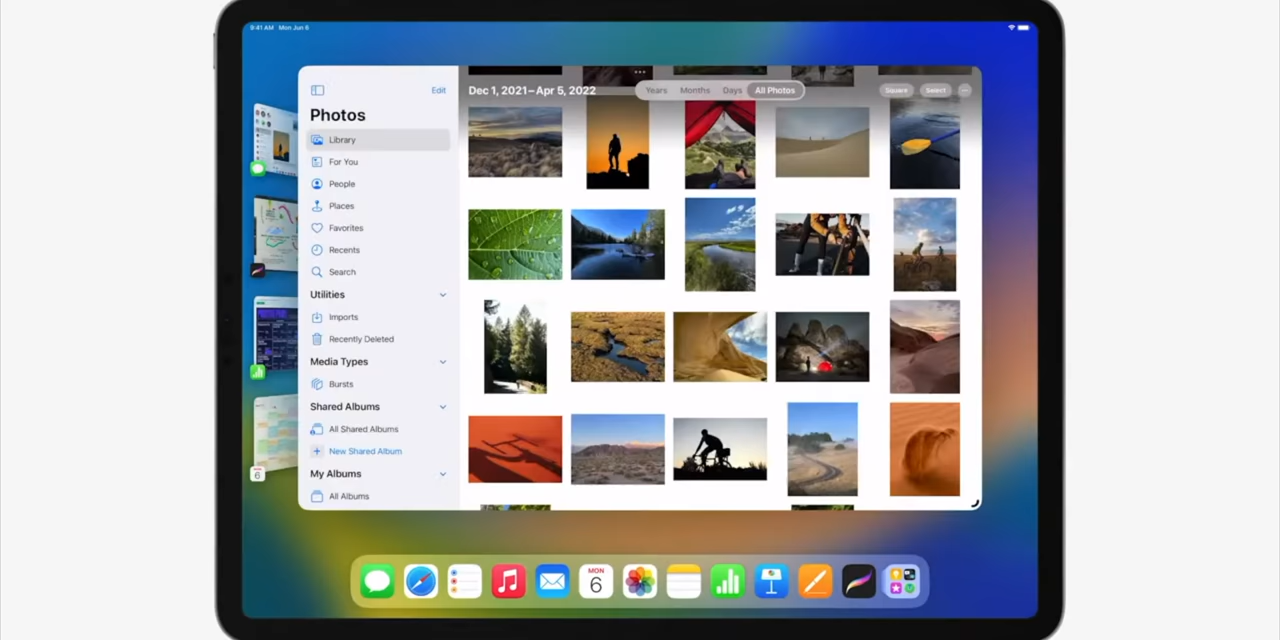 9:41 AM Mon Jun 6
Edit
Photos
Library
For You
People
Places
Favorites
Recents
Search
Utilities
Imports
Recently Deleted
Media Types
Bursts
Shared Albums
All Shared Albums
+ New Shared Album
My Albums
All Albums
Dec 1, 2021–Apr 5, 2022
Years Months Days All Photos
Square Select
6
MON
6